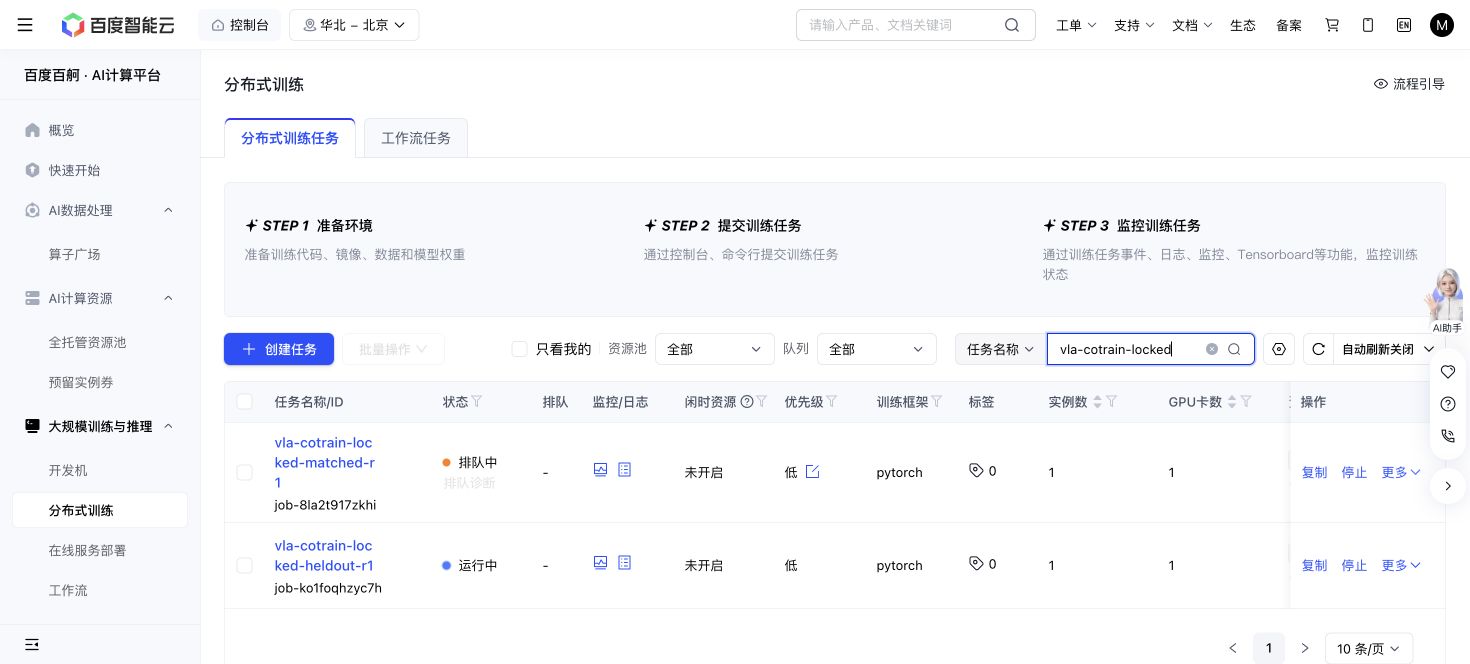 百度智能云
控制台
华北 – 北京
请输入产品、文档关键词
工单
支持
文档
生态
备案
EN
M
百度百舸 · AI计算平台
概览
快速开始
AI数据处理
算子广场
AI计算资源
全托管资源池
预留实例券
大规模训练与推理
开发机
分布式训练
在线服务部署
工作流
分布式训练
流程引导
分布式训练任务
工作流任务
STEP 1 准备环境
准备训练代码、镜像、数据和模型权重
STEP 2 提交训练任务
通过控制台、命令行提交训练任务
STEP 3 监控训练任务
通过训练任务事件、日志、监控、Tensorboard等功能，监控训练
状态
AI助手
创建任务
批量操作
只看我的
资源池
全部
队列
全部
任务名称
vla-cotrain-locked
自动刷新关闭
任务名称/ID
状态
排队
监控/日志
闲时资源
优先级
训练框架
标签
实例数
GPU卡数
操作
vla-cotrain-loc
ked-matched-r
1
job-8la2t917zkhi
排队中
排队诊断
-
未开启
低
pytorch
0
1
1
复制
停止
更多
vla-cotrain-loc
ked-heldout-r1
job-ko1foqhzyc7h
运行中
-
未开启
低
pytorch
0
1
1
复制
停止
更多
1
10 条/页